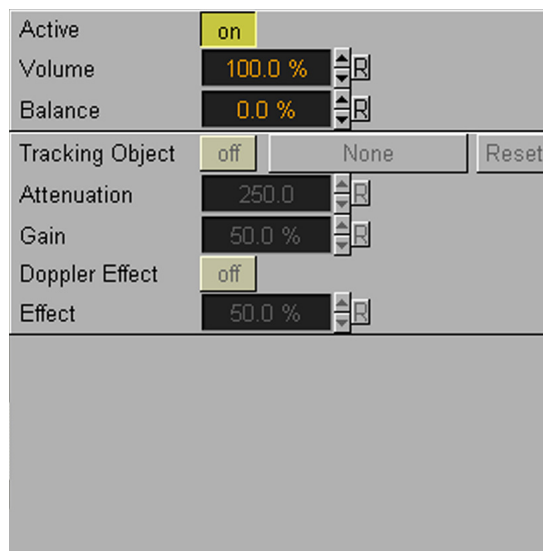 Active on
Volume 100.0 % R
Balance 0.0 % R
Tracking Object off None Reset
Attenuation 250.0 R
Gain 50.0 % R
Doppler Effect off
Effect 50.0 % R